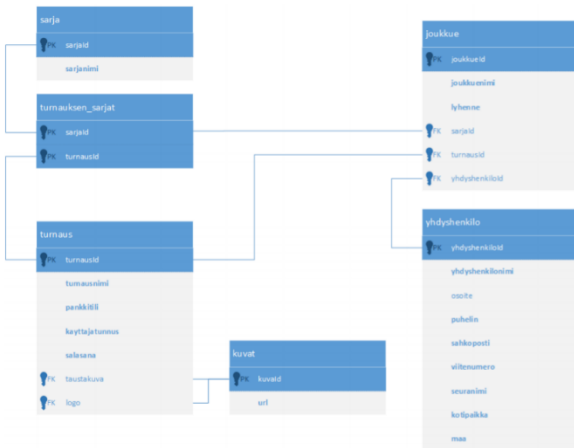 sarja
PK sarjaid
sarjanimi
turnauksen_sarjat
PK sarjaid
PK turnausid
turnaus
PK turnausid
turnausnimi
pankkitili
kayttajatunnus
salasana
FK taustakuva
FK logo
kuvat
PK kuvaid
url
joukkue
PK joukkueid
joukkuenimi
lyhenne
FK sarjaid
FK turnausid
FK yhdyshenkiloid
yhdyshenkilo
PK yhdyshenkiloid
yhdyshenkilonimi
osoite
puhelin
sahkoposti
viitenumero
seuranimi
kotipaikka
maa